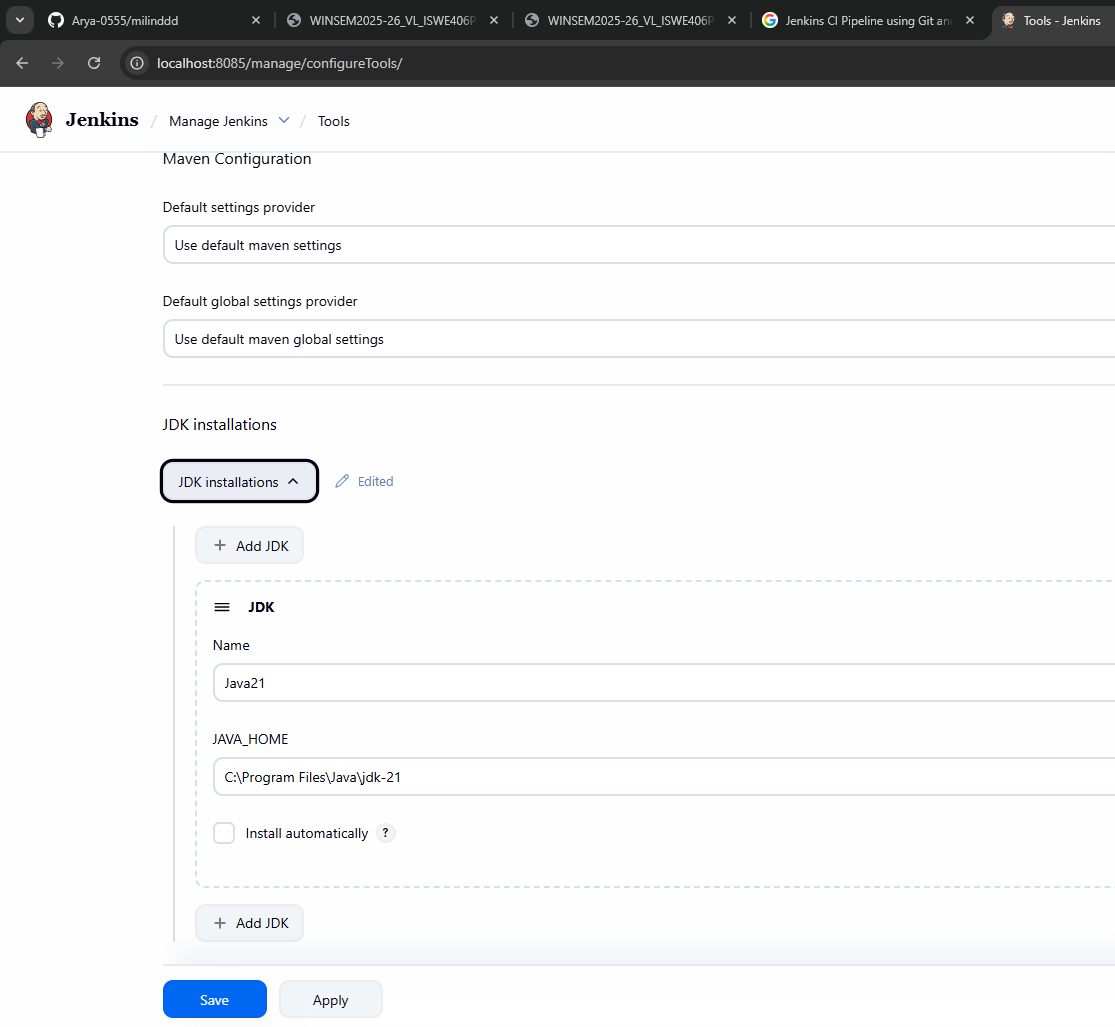 Arya-0555/milinddd
WINSEM2025-26_VL_ISWE406P
WINSEM2025-26_VL_ISWE406P
Jenkins CI Pipeline using Git and
Tools - Jenkins
localhost:8085/manage/configureTools/
Jenkins / Manage Jenkins / Tools
Maven Configuration
Default settings provider
Use default maven settings
Default global settings provider
Use default maven global settings
JDK installations
JDK installations
Edited
+ Add JDK
JDK
Name
Java21
JAVA_HOME
C:\Program Files\Java\jdk-21
Install automatically ?
+ Add JDK
Save
Apply